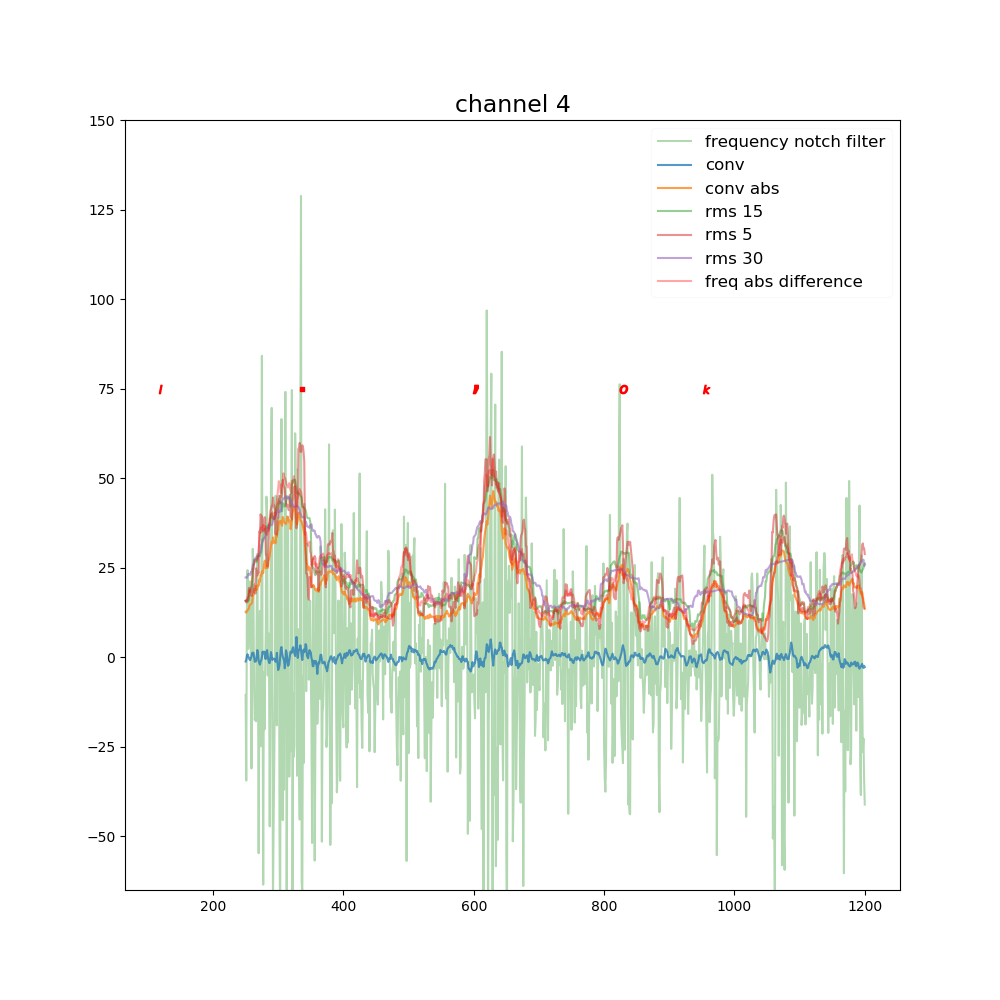 channel 4
150
125
100
75
50
25
0
−25
−50
frequency notch filter
conv
conv abs
rms 15
rms 5
rms 30
freq abs difference
l . , o k
200 400 600 800 1000 1200